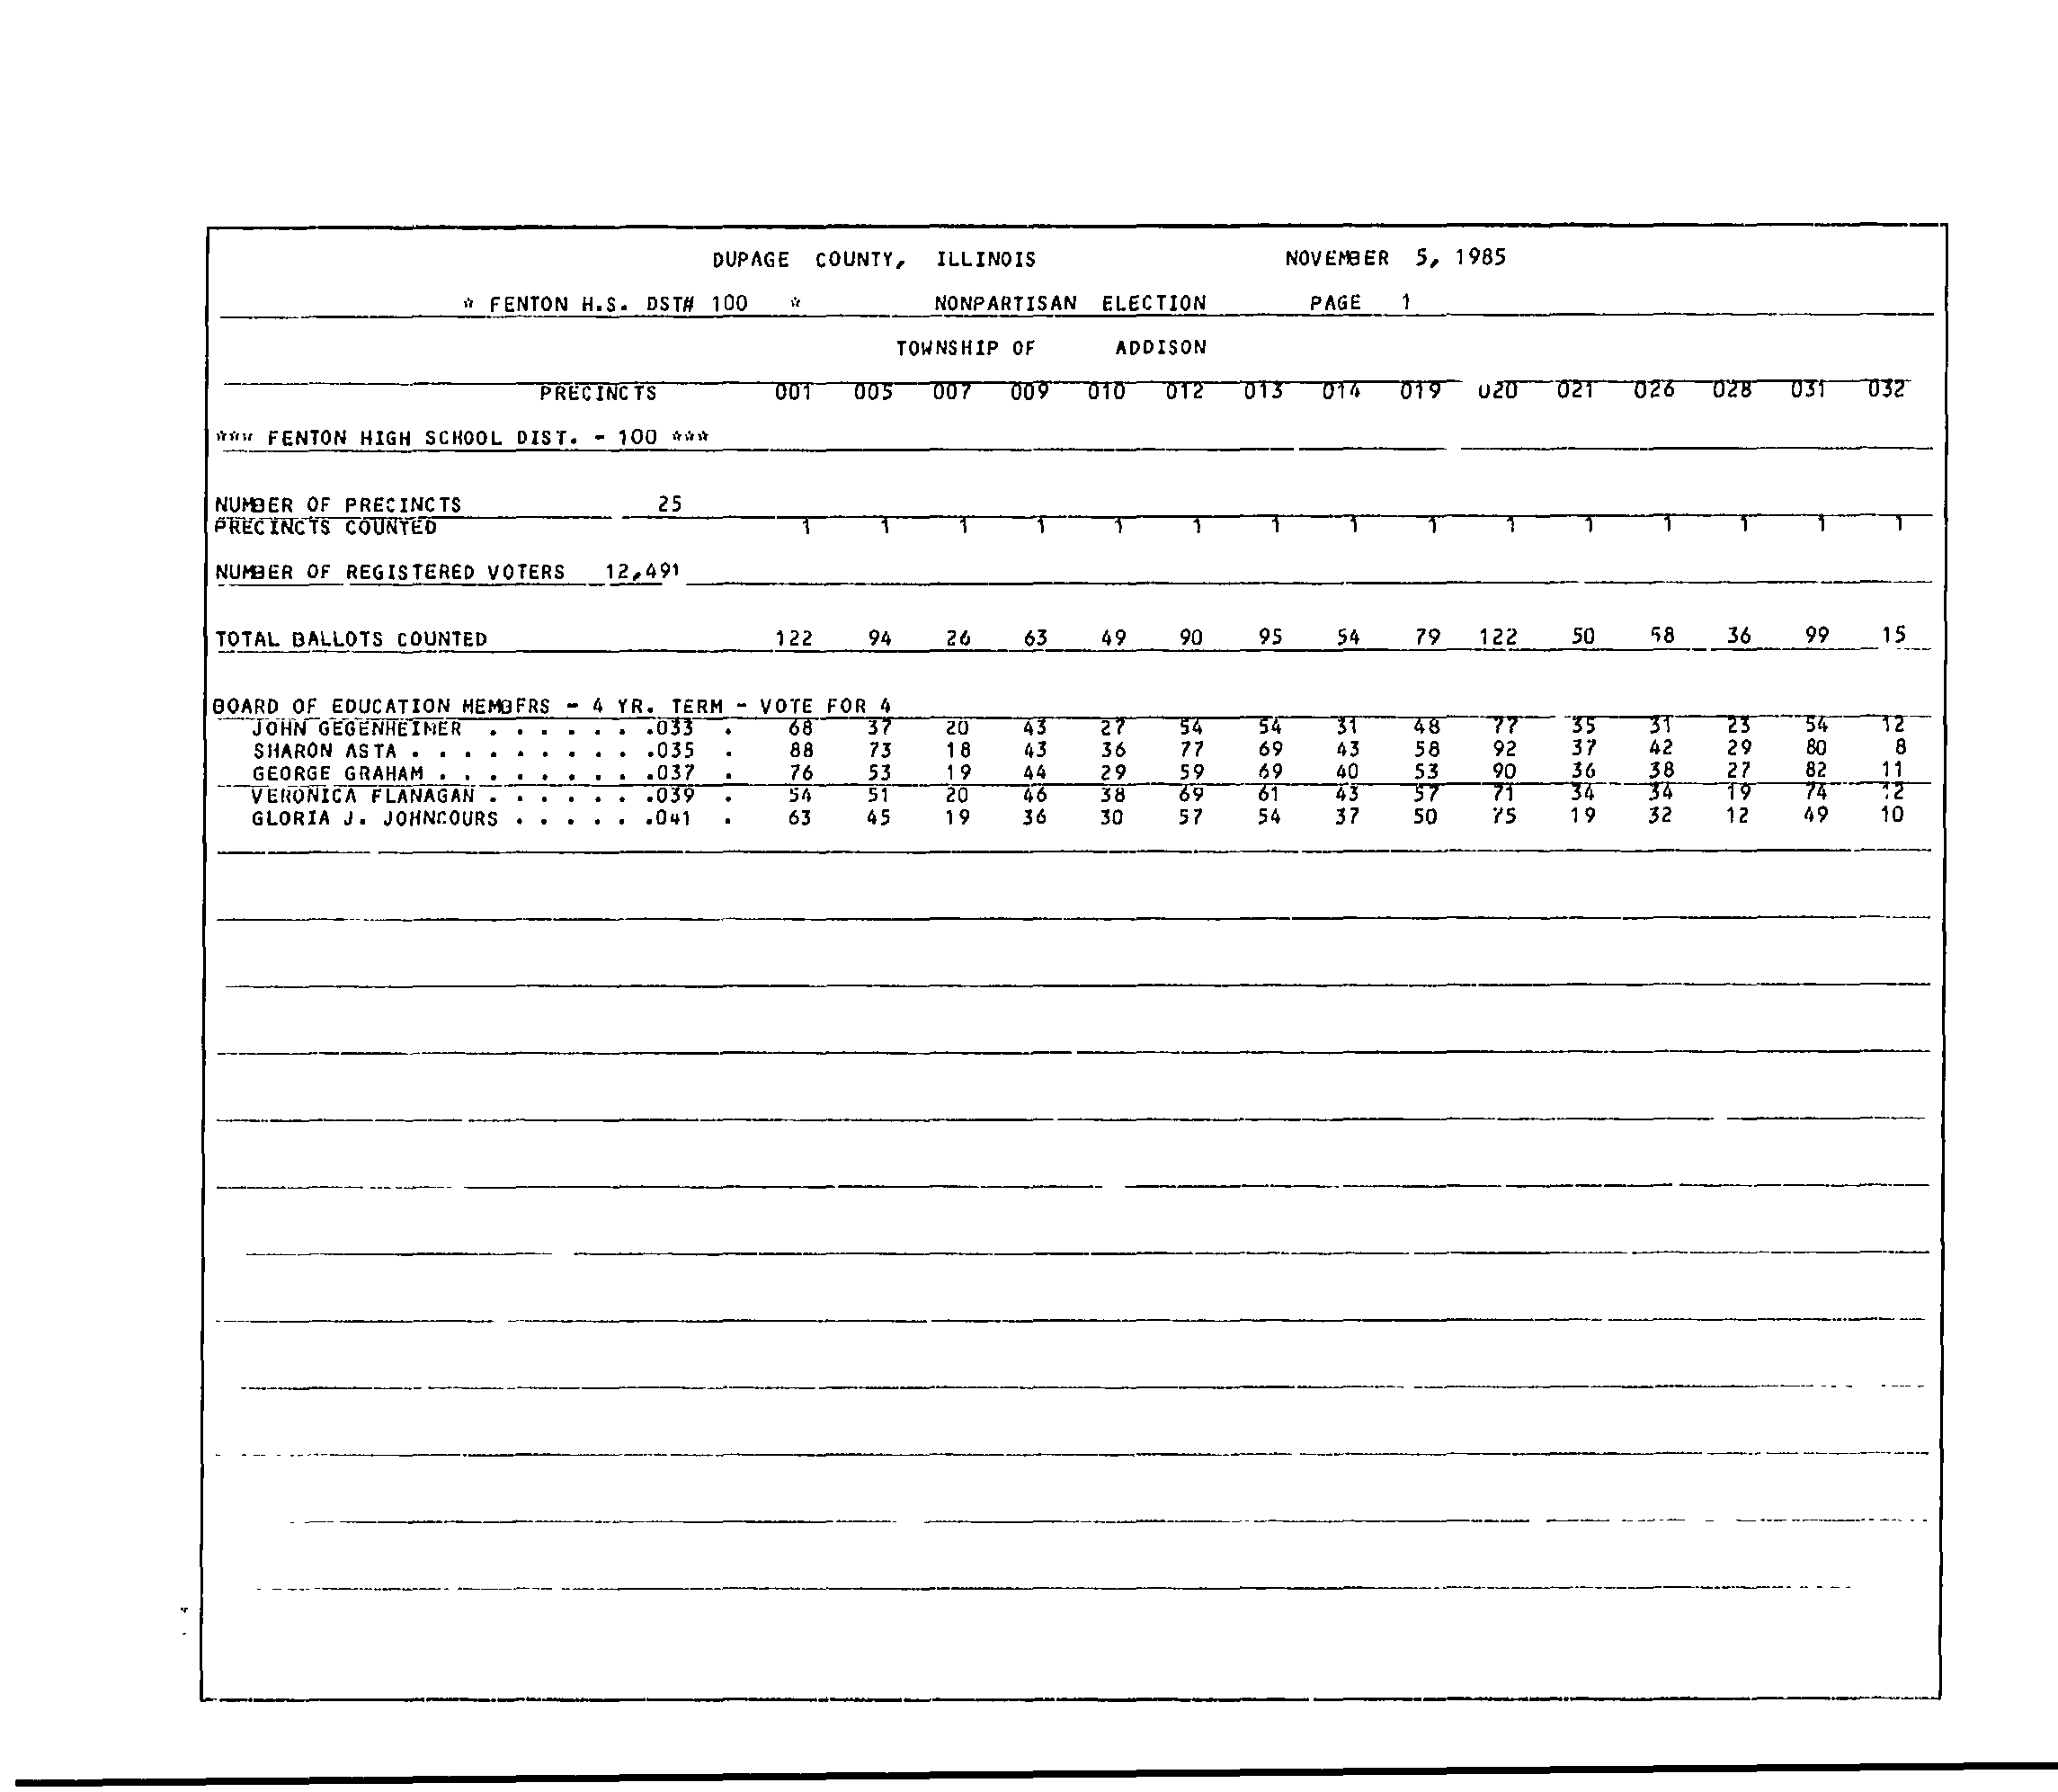 DUPAGE COUNTY, ILLINOIS NOVEMBER 5, 1985
* FENTON H.S. DST# 100 * NONPARTISAN ELECTION PAGE 1
TOWNSHIP OF ADDISON
PRECINCTS 001 005 007 009 010 012 013 014 019 020 021 026 028 031 032
*** FENTON HIGH SCHOOL DIST. - 100 ***
NUMBER OF PRECINCTS 25
PRECINCTS COUNTED 1 1 1 1 1 1 1 1 1 1 1 1 1 1 1
NUMBER OF REGISTERED VOTERS 12,491
TOTAL BALLOTS COUNTED 122 94 26 63 49 90 95 54 79 122 50 58 36 99 15
BOARD OF EDUCATION MEMBERS - 4 YR. TERM - VOTE FOR 4
JOHN GEGENHEIMER . . . . . . .033 . 68 37 20 43 27 54 54 31 48 77 35 31 23 54 12
SHARON ASTA . . . . . . . . . .035 . 88 73 18 43 36 77 69 43 58 92 37 42 29 80 8
GEORGE GRAHAM . . . . . . . . .037 . 76 53 19 44 29 59 69 40 53 90 36 38 27 82 11
VERONICA FLANAGAN . . . . . . .039 . 54 51 20 46 38 69 61 43 57 71 34 34 19 74 12
GLORIA J. JOHNCOURS . . . . . .041 . 63 45 19 36 30 57 54 37 50 75 19 32 12 49 10